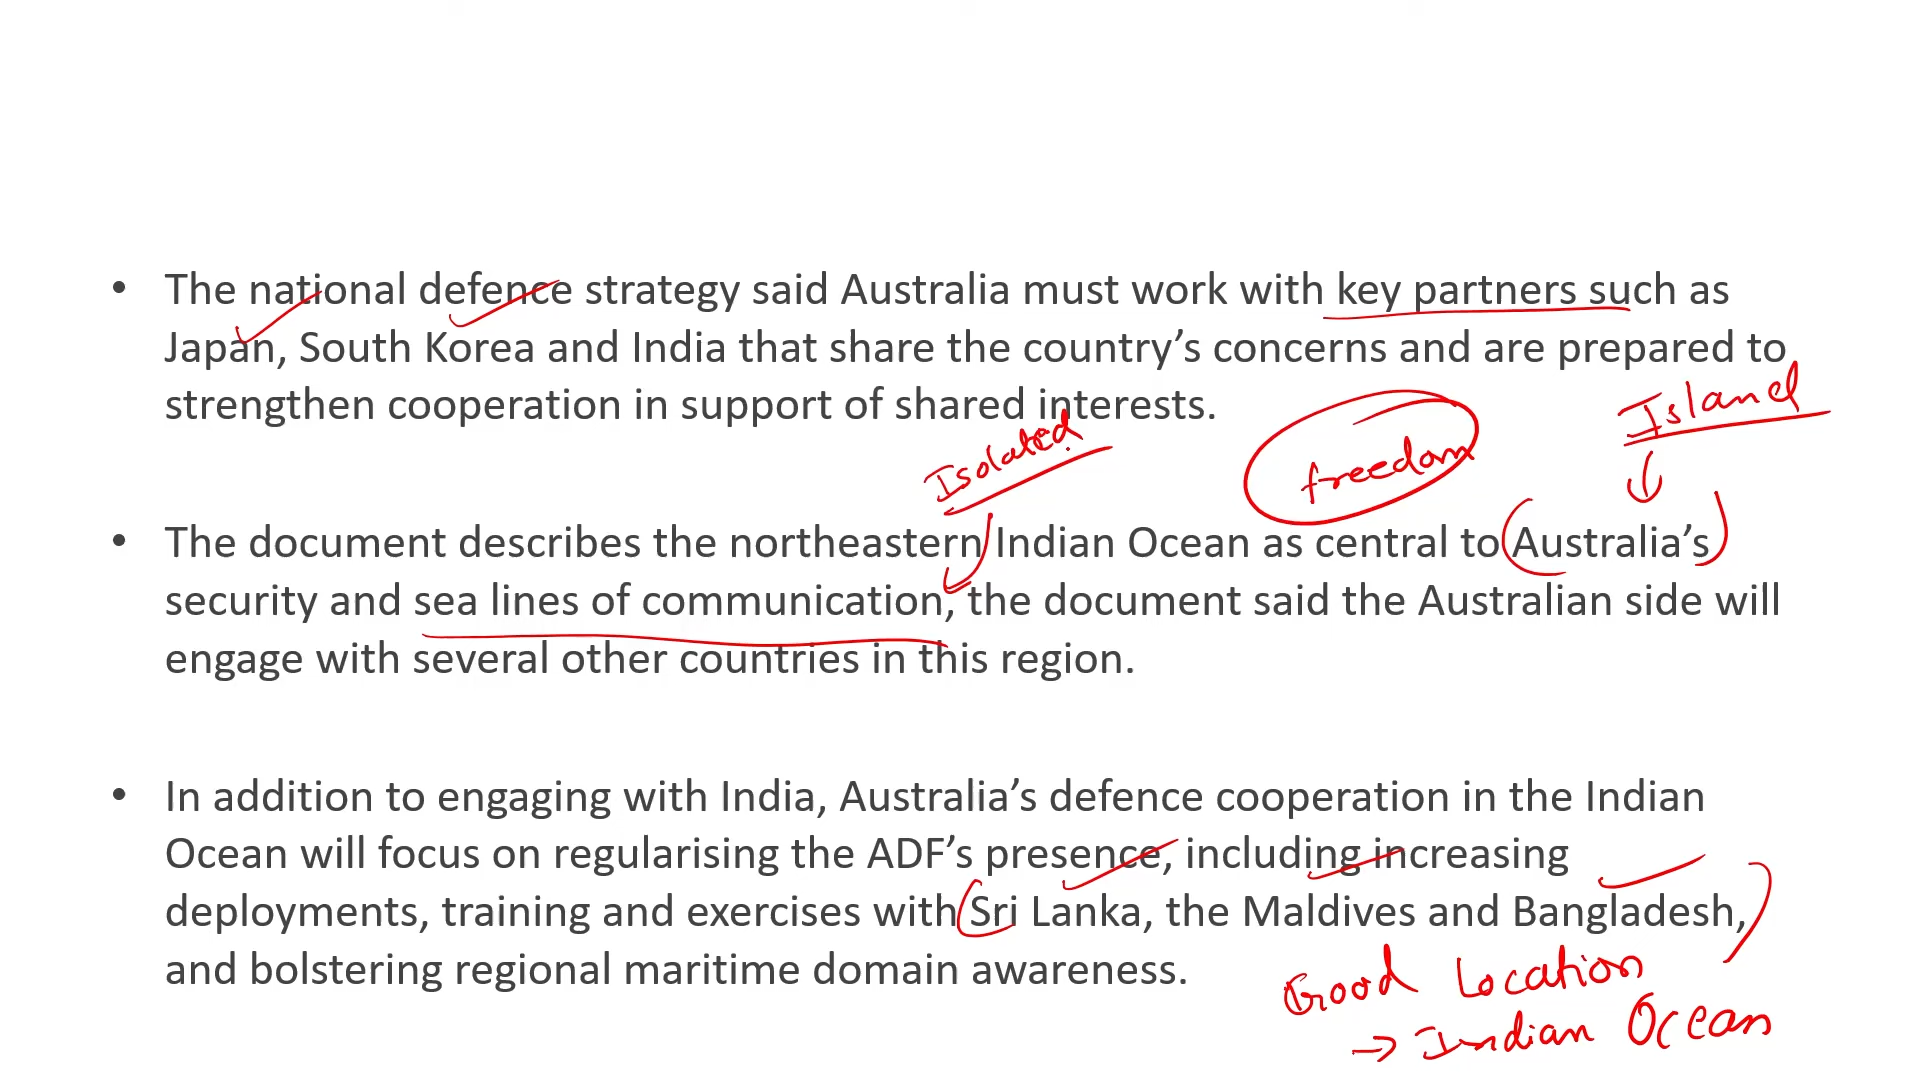 • The national defence strategy said Australia must work with key partners such as
Japan, South Korea and India that share the country’s concerns and are prepared to
strengthen cooperation in support of shared interests.
Island
Isolated
freedom
• The document describes the northeastern Indian Ocean as central to Australia’s
security and sea lines of communication, the document said the Australian side will
engage with several other countries in this region.
• In addition to engaging with India, Australia’s defence cooperation in the Indian
Ocean will focus on regularising the ADF’s presence, including increasing
deployments, training and exercises with Sri Lanka, the Maldives and Bangladesh,
and bolstering regional maritime domain awareness.
Good Location
→ Indian Ocean